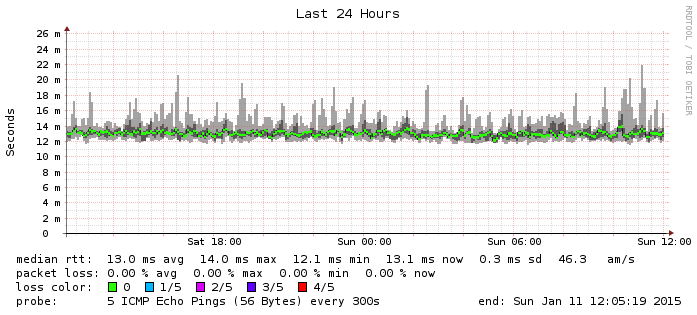 Last 24 Hours
RRDTOOL / TOBI OETIKER
Seconds
26 m
24 m
22 m
20 m
18 m
16 m
14 m
12 m
10 m
8 m
6 m
4 m
2 m
0
Sat 18:00 Sun 00:00 Sun 06:00 Sun 12:00
median rtt: 13.0 ms avg 14.0 ms max 12.1 ms min 13.1 ms now 0.3 ms sd 46.3 am/s
packet loss: 0.00 % avg 0.00 % max 0.00 % min 0.00 % now
loss color: 0 1/5 2/5 3/5 4/5
probe: 5 ICMP Echo Pings (56 Bytes) every 300s end: Sun Jan 11 12:05:19 2015